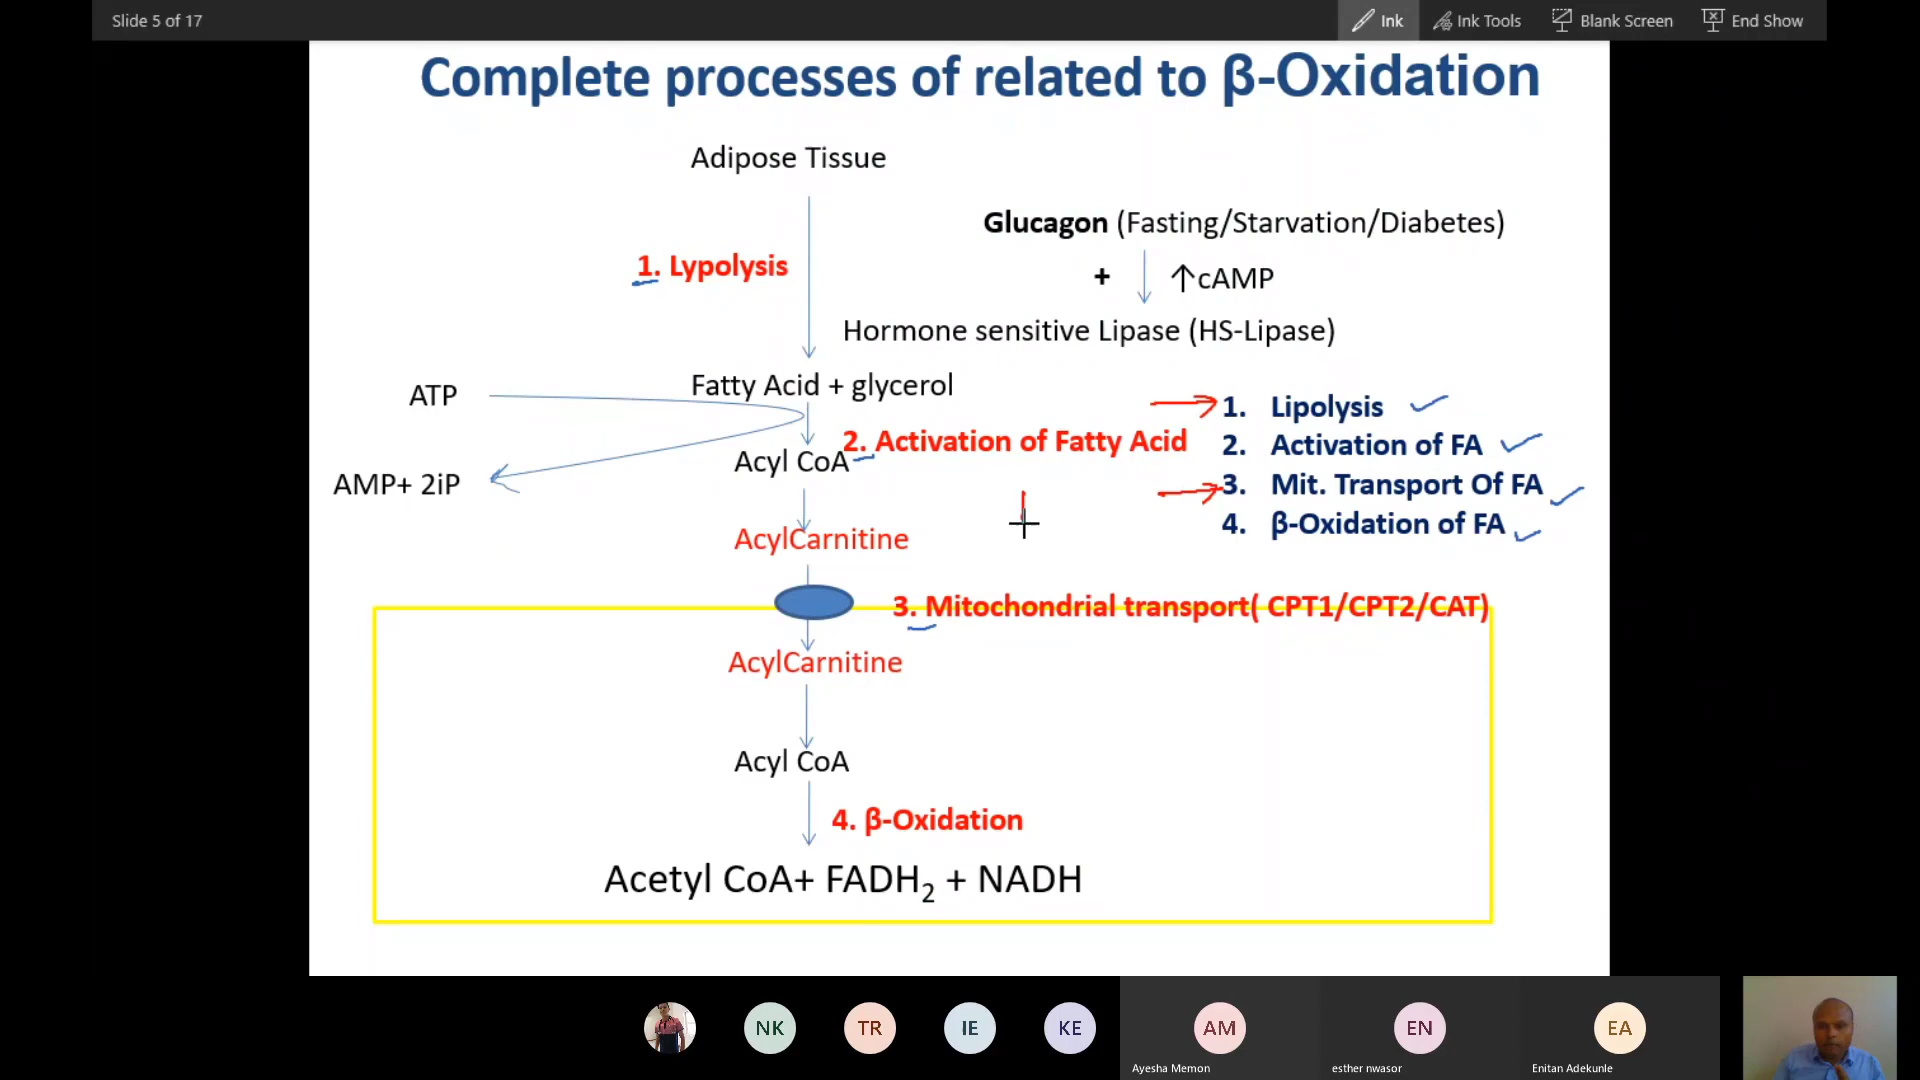 Slide 5 of 17
Ink
Ink Tools
Blank Screen
End Show
Complete processes of related to β-Oxidation
Adipose Tissue
Glucagon (Fasting/Starvation/Diabetes)
1. Lypolysis
+ ↑cAMP
Hormone sensitive Lipase (HS-Lipase)
Fatty Acid + glycerol
ATP
2. Activation of Fatty Acid
Acyl CoA
AMP+ 2iP
1. Lipolysis
2. Activation of FA
3. Mit. Transport Of FA
4. β-Oxidation of FA
AcylCarnitine
3. Mitochondrial transport( CPT1/CPT2/CAT)
AcylCarnitine
Acyl CoA
4. β-Oxidation
Acetyl CoA+ FADH₂ + NADH
NK
TR
IE
KE
AM
EN
EA
Ayesha Memon
esther nwasor
Enitan Adekunle